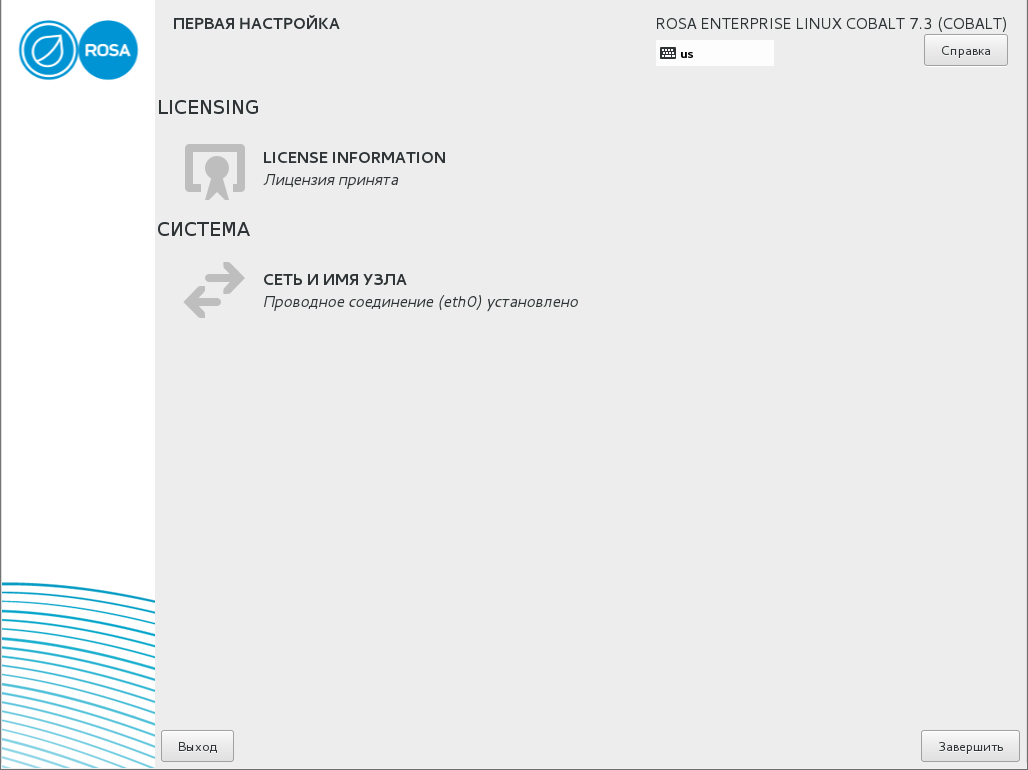 ROSA
ПЕРВАЯ НАСТРОЙКА
ROSA ENTERPRISE LINUX COBALT 7.3 (COBALT)
us
Справка
LICENSING
LICENSE INFORMATION
Лицензия принята
СИСТЕМА
СЕТЬ И ИМЯ УЗЛА
Проводное соединение (eth0) установлено
Выход
Завершить